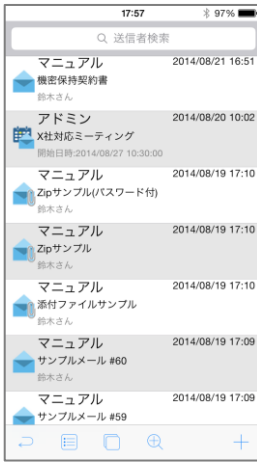 17:57 97%
送信者検索
マニュアル 2014/08/21 16:51
機密保持契約書
鈴木さん
アドミン 2014/08/20 10:02
X社対応ミーティング
開始日時:2014/08/27 10:30:00
マニュアル 2014/08/19 17:10
Zipサンプル(パスワード付)
鈴木さん
マニュアル 2014/08/19 17:10
Zipサンプル
鈴木さん
マニュアル 2014/08/19 17:10
添付ファイルサンプル
鈴木さん
マニュアル 2014/08/19 17:09
サンプルメール #60
鈴木さん
マニュアル 2014/08/19 17:09
サンプルメール #59